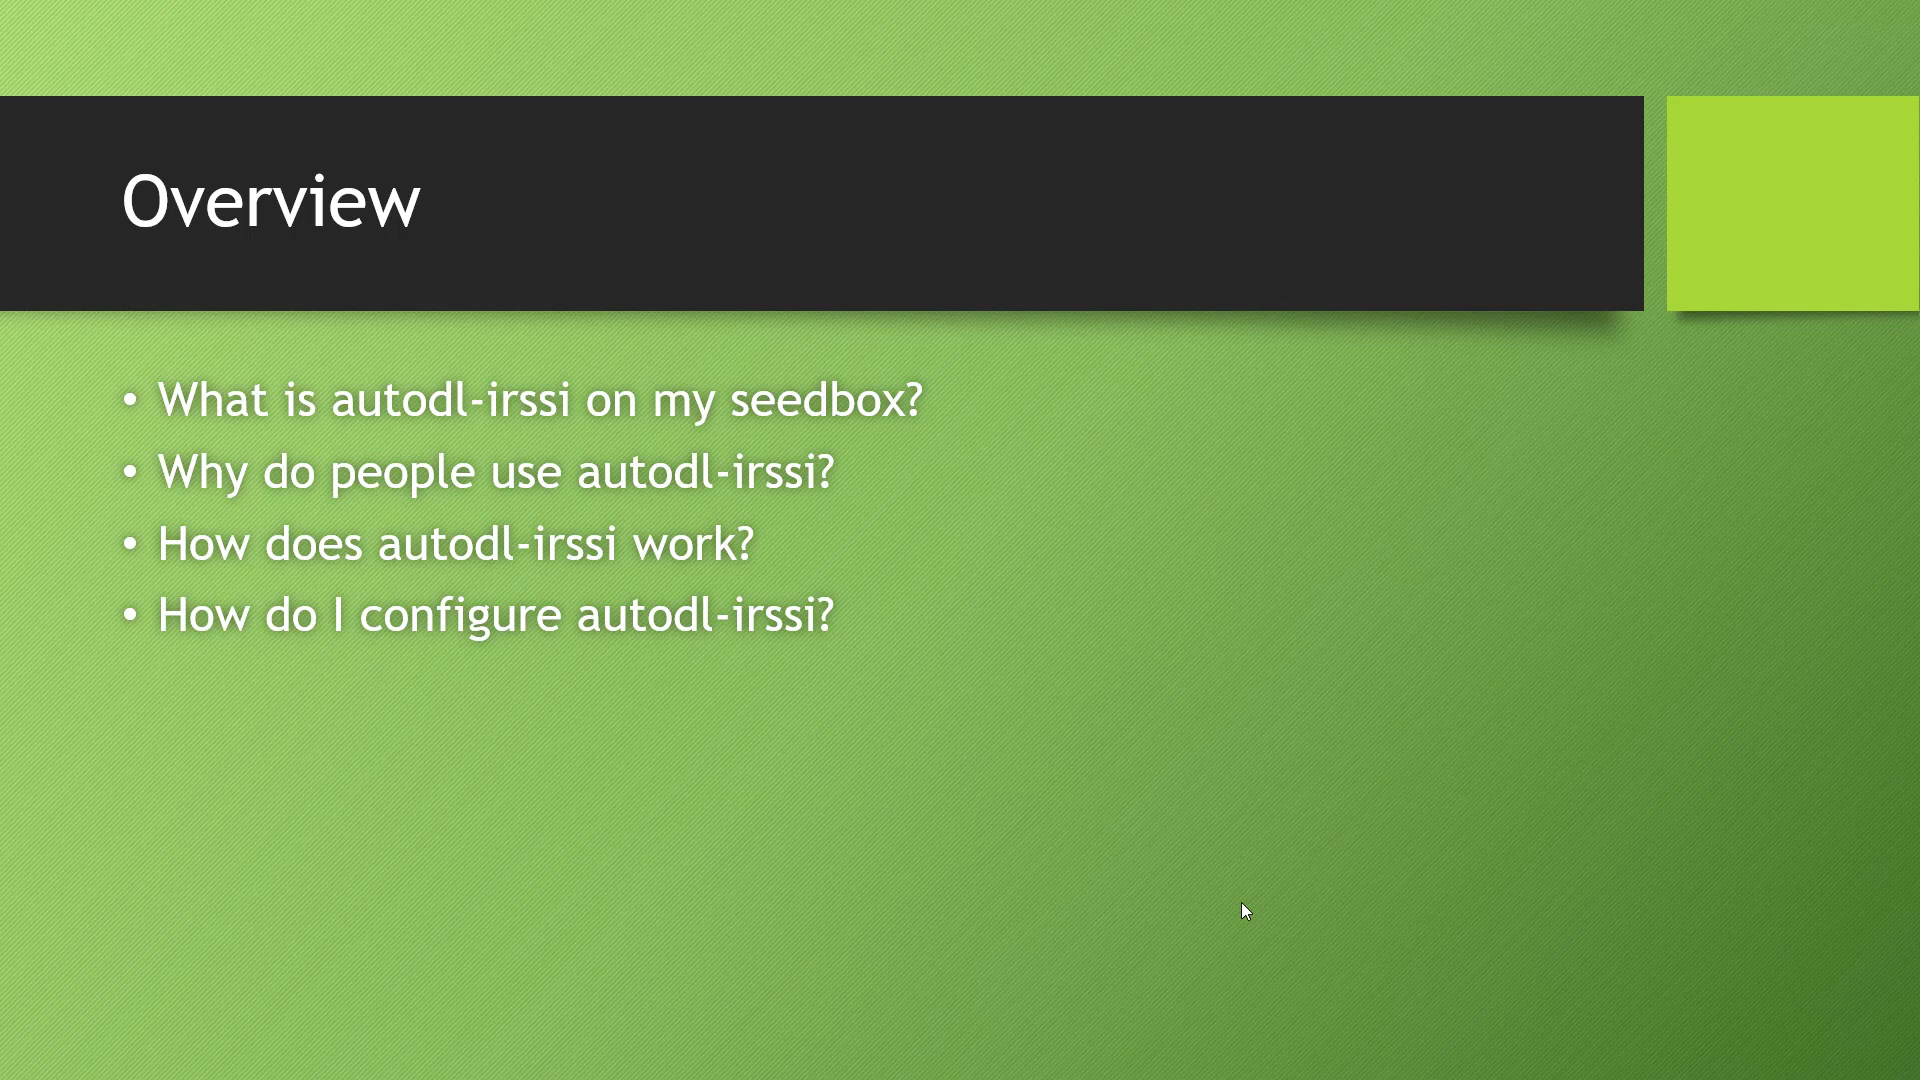 Overview
• What is autodl-irssi on my seedbox?
• Why do people use autodl-irssi?
• How does autodl-irssi work?
• How do I configure autodl-irssi?